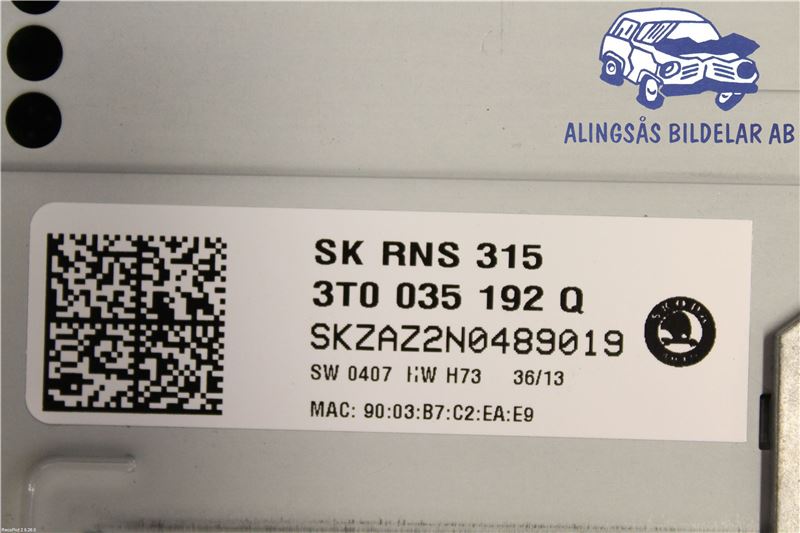 ALINGSÅS BILDELAR AB
SK RNS 315
3T0 035 192 Q
SKZAZ2N0489019
SKODA
SW 0407 HW H73 36/13
MAC: 90:03:B7:C2:EA:E9